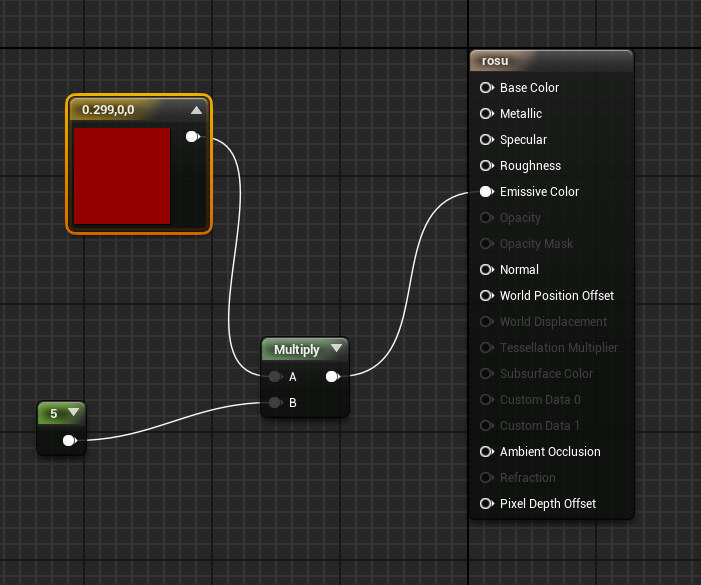 0.299,0,0
Multiply
A
B
5
rosu
Base Color
Metallic
Specular
Roughness
Emissive Color
Opacity
Opacity Mask
Normal
World Position Offset
World Displacement
Tessellation Multiplier
Subsurface Color
Custom Data 0
Custom Data 1
Ambient Occlusion
Refraction
Pixel Depth Offset